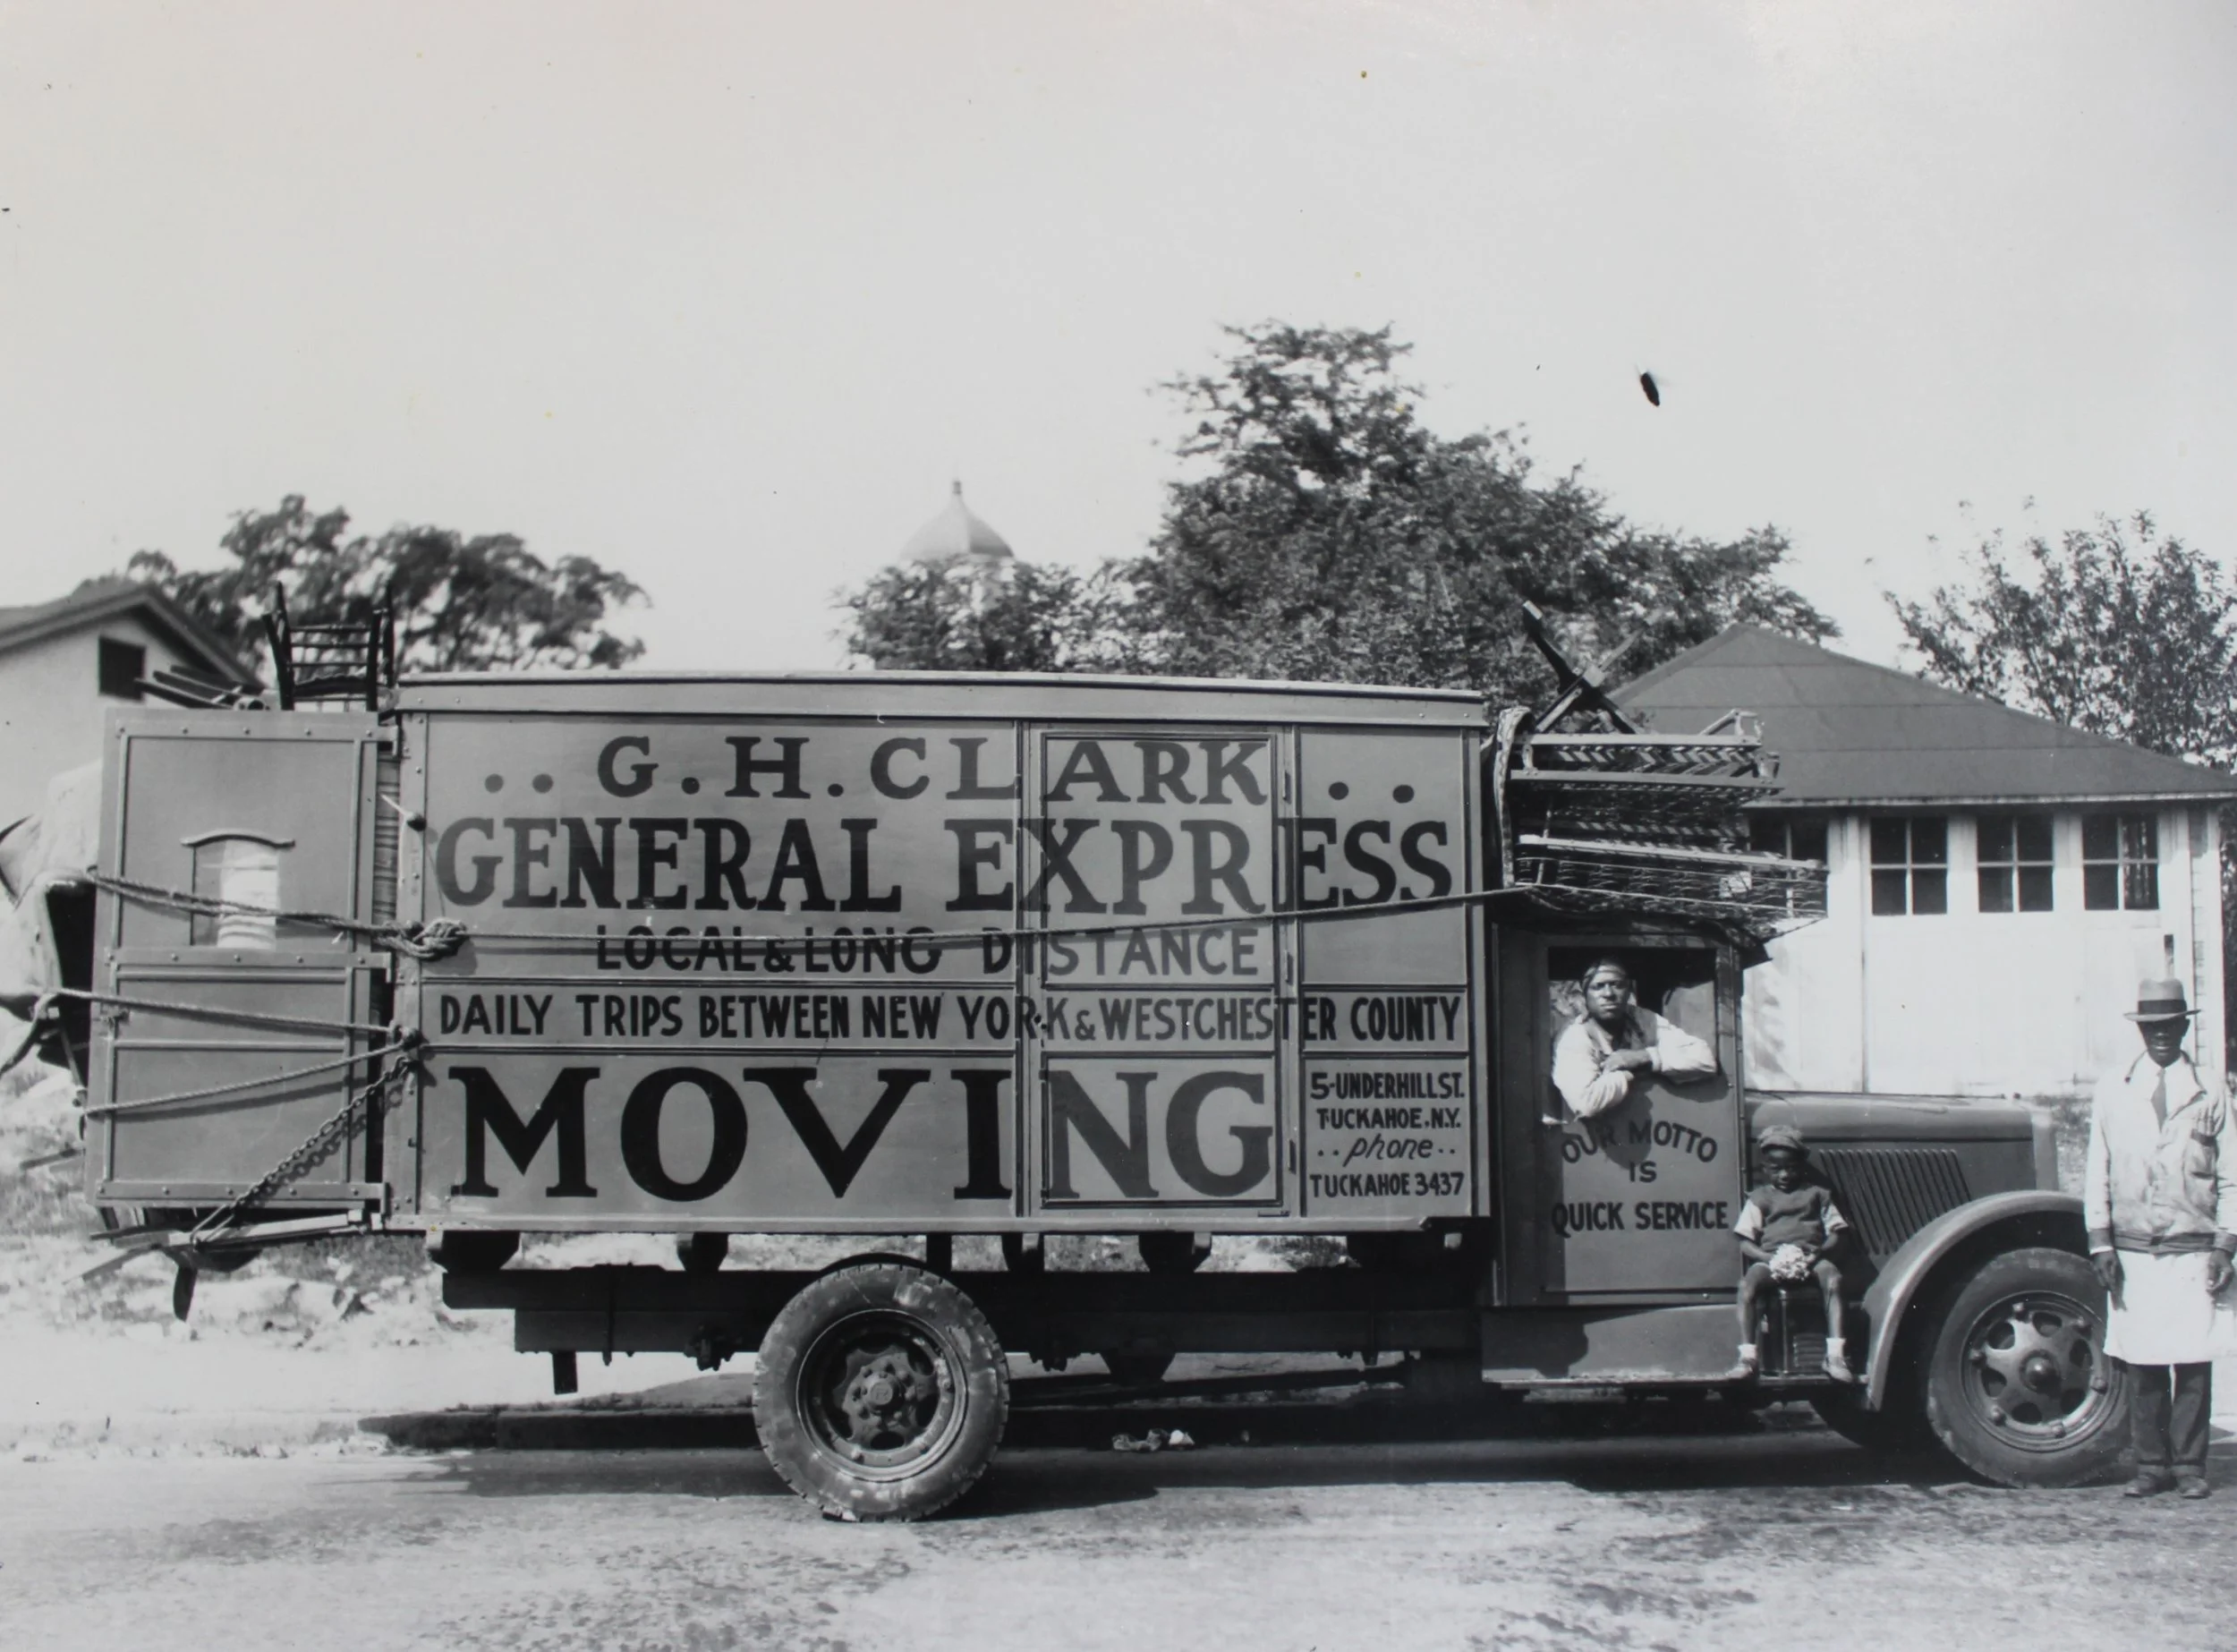 ..G.H.CLARK..
GENERAL EXPRESS
LOCAL & LONG DISTANCE
DAILY TRIPS BETWEEN NEW YORK & WESTCHESTER COUNTY
MOVING
5-UNDERHILL ST.
TUCKAHOE, N.Y.
..phone..
TUCKAHOE 3437
OUR MOTTO
IS
QUICK SERVICE